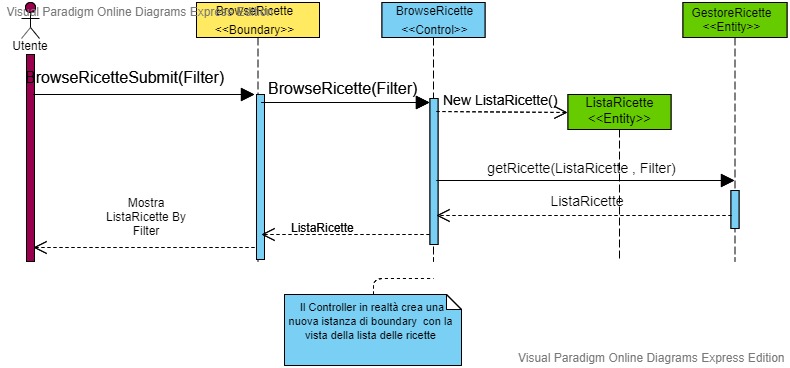 Visual Paradigm Online Diagrams Express Edition
BrowseRicette
<<Boundary>>
BrowseRicette
<<Control>>
GestoreRicette
<<Entity>>
Utente
BrowseRicetteSubmit(Filter)
BrowseRicette(Filter)
New ListaRicette()
ListaRicette
<<Entity>>
getRicette(ListaRicette , Filter)
ListaRicette
Mostra
ListaRicette By
Filter
ListaRicette
Il Controller in realtà crea una
nuova istanza di boundary con la
vista della lista delle ricette
Visual Paradigm Online Diagrams Express Edition